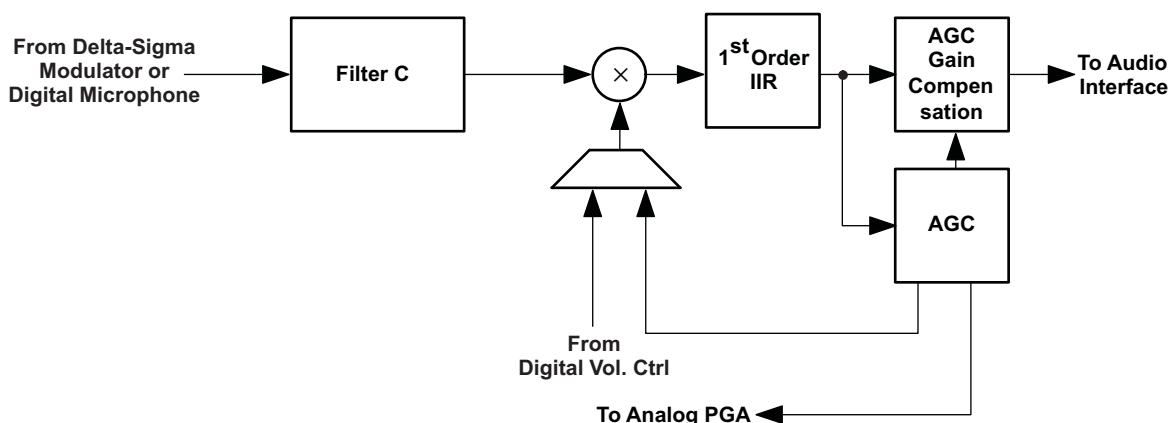 From Delta-Sigma
Modulator or
Digital Microphone
Filter C
×
1st Order
IIR
AGC
Gain
Compen
sation
To Audio
Interface
AGC
From
Digital Vol. Ctrl
To Analog PGA